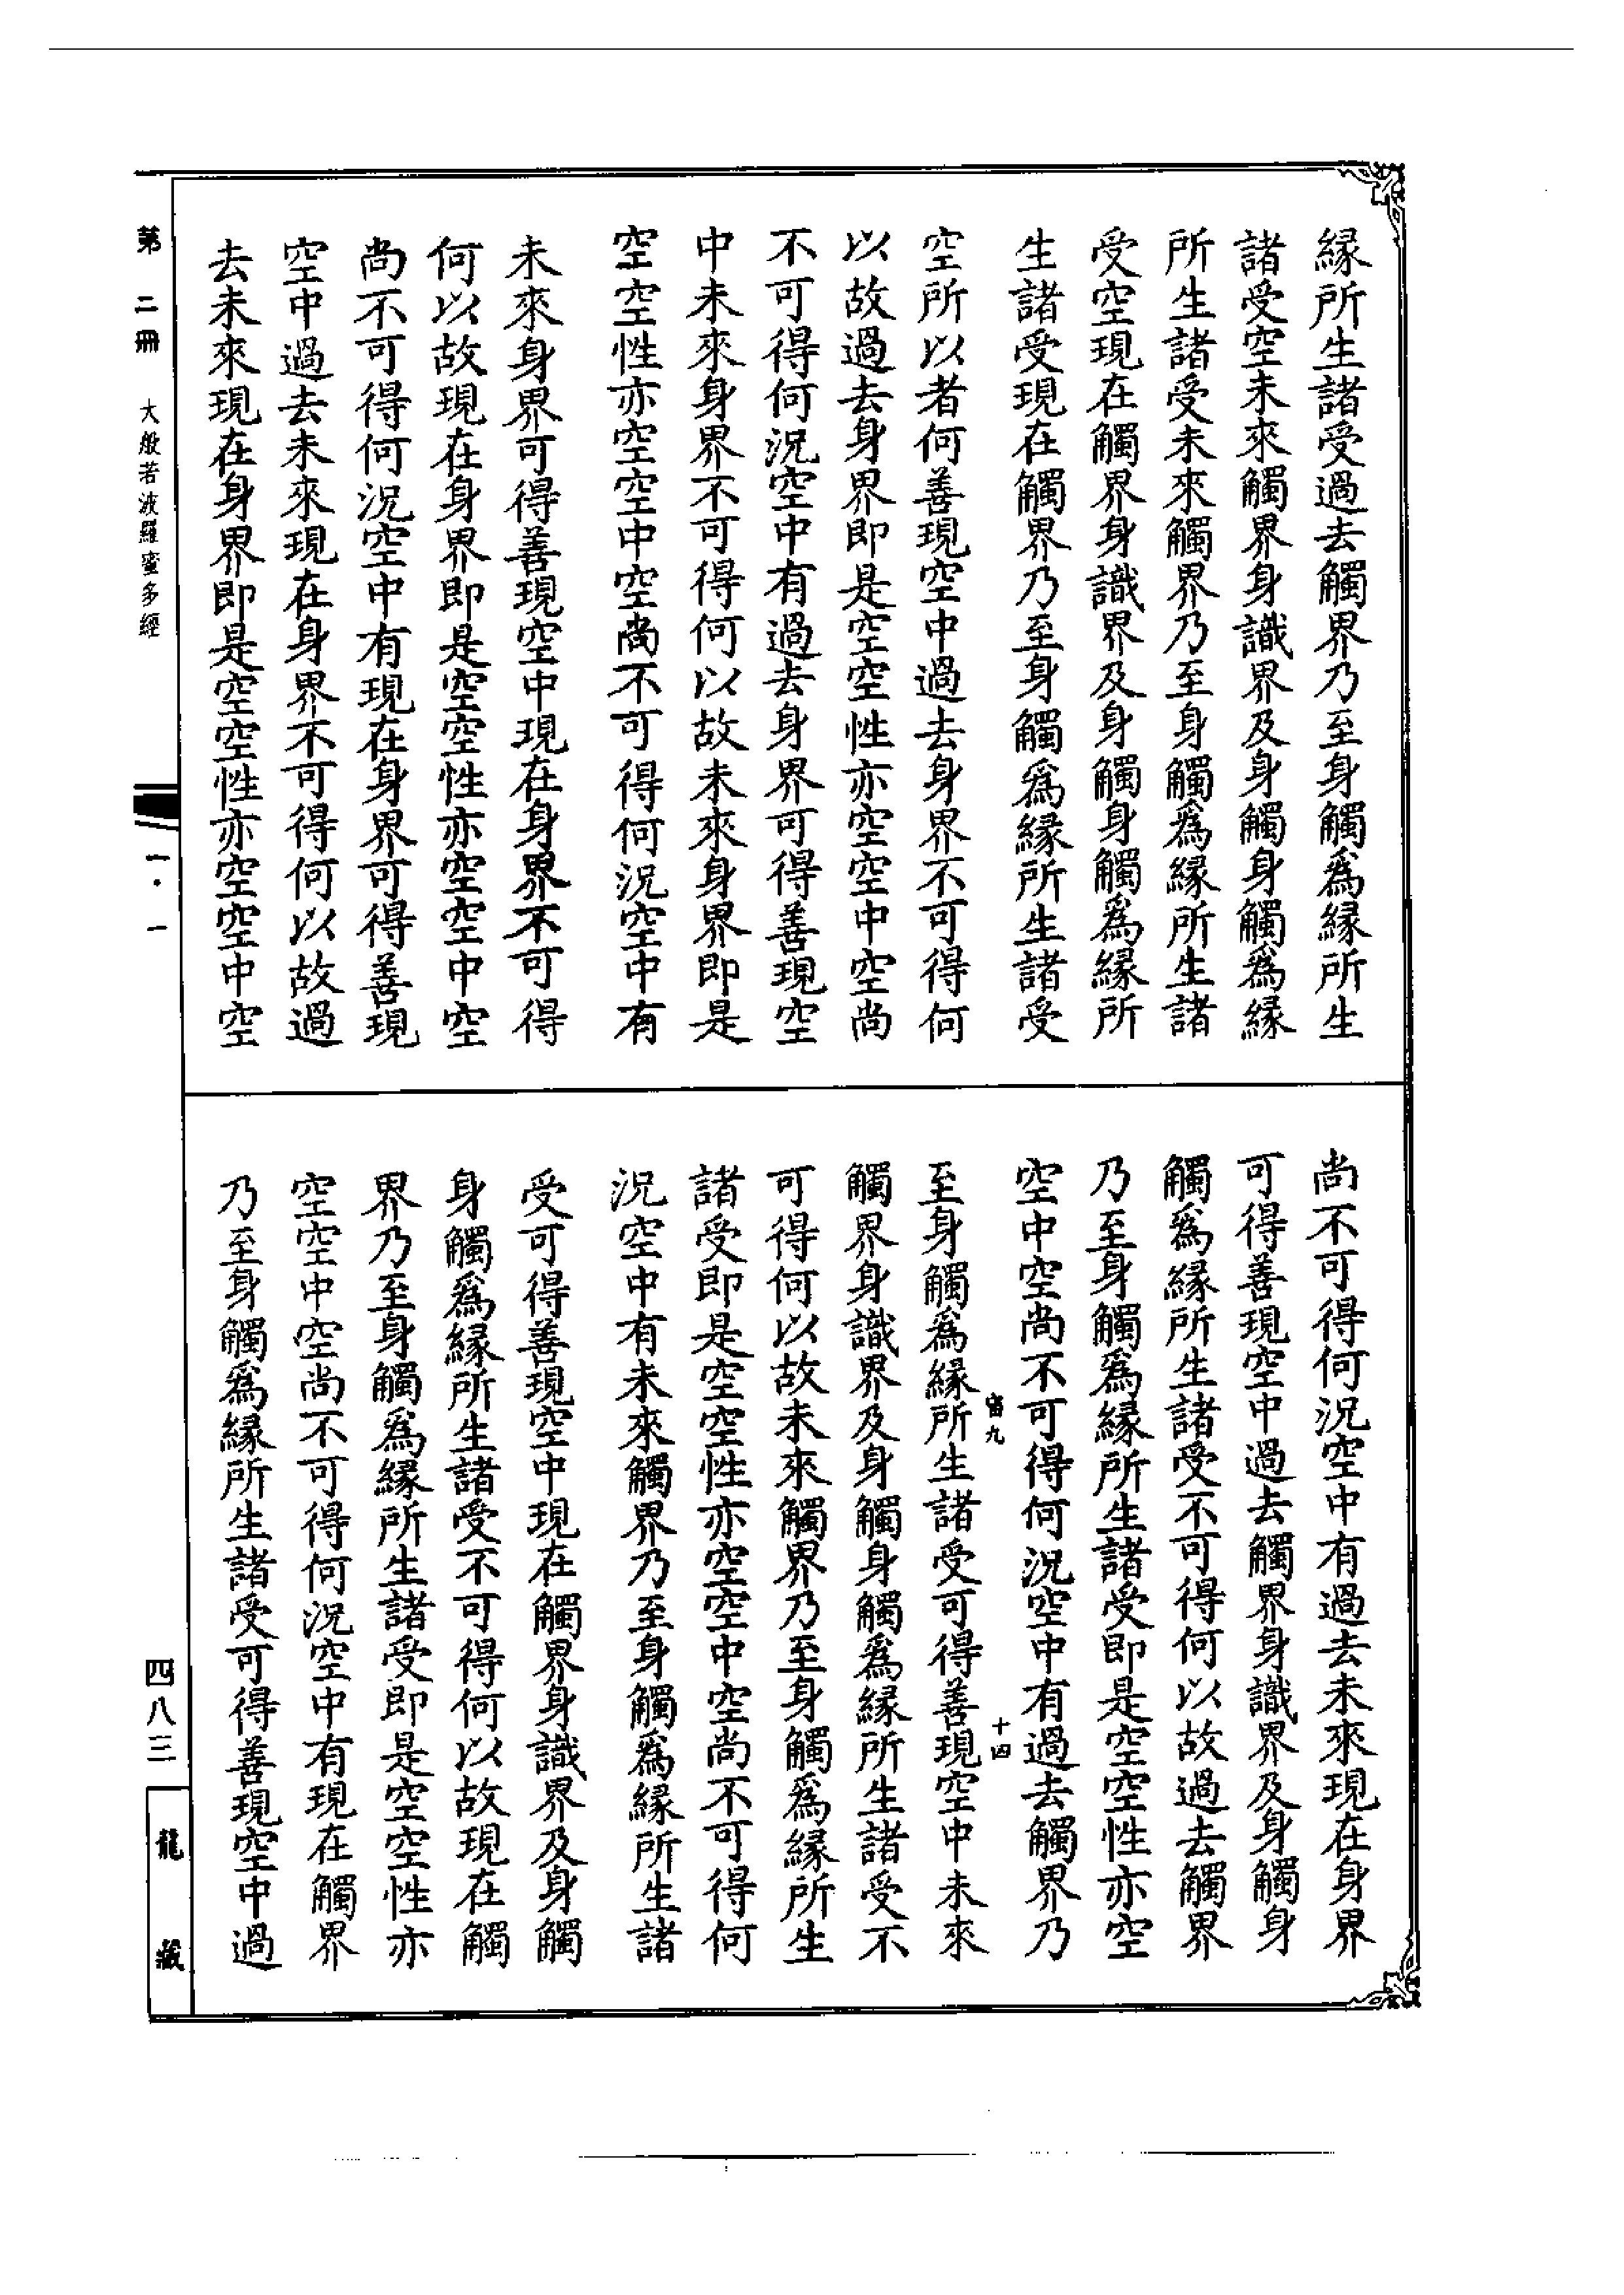 緣所生諸受過去觸界乃至身觸爲緣所生
諸受空未來觸界身識界及身觸身觸爲緣
所生諸受未來觸界乃至身觸爲緣所生諸
受空現在觸界身識界及身觸身觸爲緣所
生諸受現在觸界乃至身觸爲緣所生諸受
空所以者何善現空中過去身界不可得何
以故過去身界即是空空性亦空空中空尚
不可得何況空中有過去身界可得善現空
中未來身界不可得何以故未來身界即是
空空性亦空空中空尚不可得何況空中有
未來身界可得善現空中現在身界不可得
何以故現在身界即是空空性亦空空中空
尚不可得何況空中有現在身界可得善現
空中過去未來現在身界不可得何以故過
去未來現在身界即是空空性亦空空中空
尚不可得何況空中有過去未來現在身界
可得善現空中過去觸界身識界及身觸身
觸爲緣所生諸受不可得何以故過去觸界
乃至身觸爲緣所生諸受即是空空性亦空
空中空尚不可得何況空中有過去觸界乃
至身觸爲緣所生諸受可得善現空中未來
觸界身識界及身觸身觸爲緣所生諸受不
可得何以故未來觸界乃至身觸爲緣所生
諸受即是空空性亦空空中空尚不可得何
況空中有未來觸界乃至身觸爲緣所生諸
受可得善現空中現在觸界身識界及身觸
身觸爲緣所生諸受不可得何以故現在觸
界乃至身觸爲緣所生諸受即是空空性亦
空空中空尚不可得何況空中有現在觸界
乃至身觸爲緣所生諸受可得善現空中過
九
十四
第二冊 大般若波羅蜜多經
一·一
四八三
龍藏